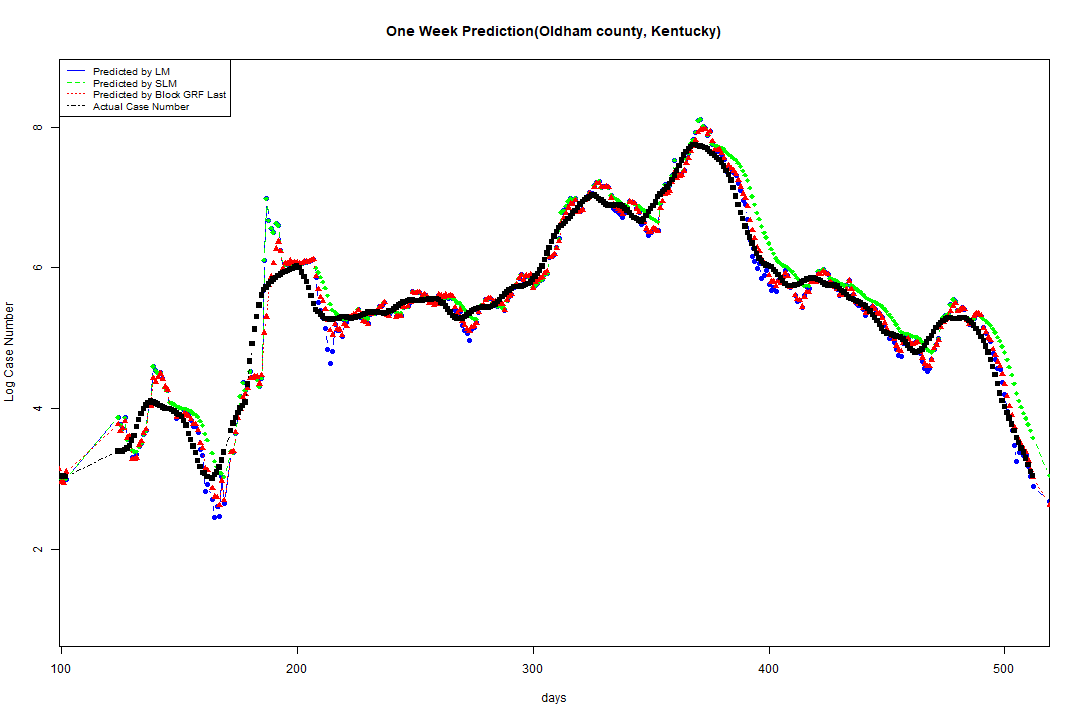 One Week Prediction(Oldham county, Kentucky)
Predicted by LM
Predicted by SLM
Predicted by Block GRF Last
Actual Case Number
8
6
4
2
Log Case Number
100 200 300 400 500
days